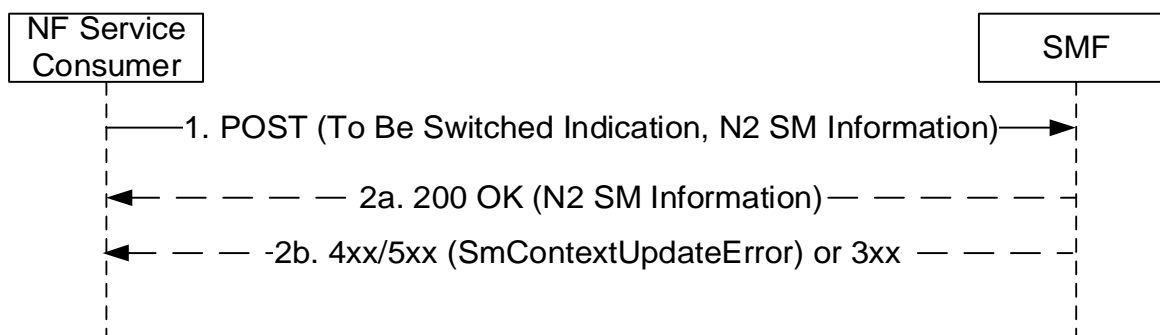 NF Service
Consumer
SMF
1. POST (To Be Switched Indication, N2 SM Information)
2a. 200 OK (N2 SM Information)
2b. 4xx/5xx (SmContextUpdateError) or 3xx